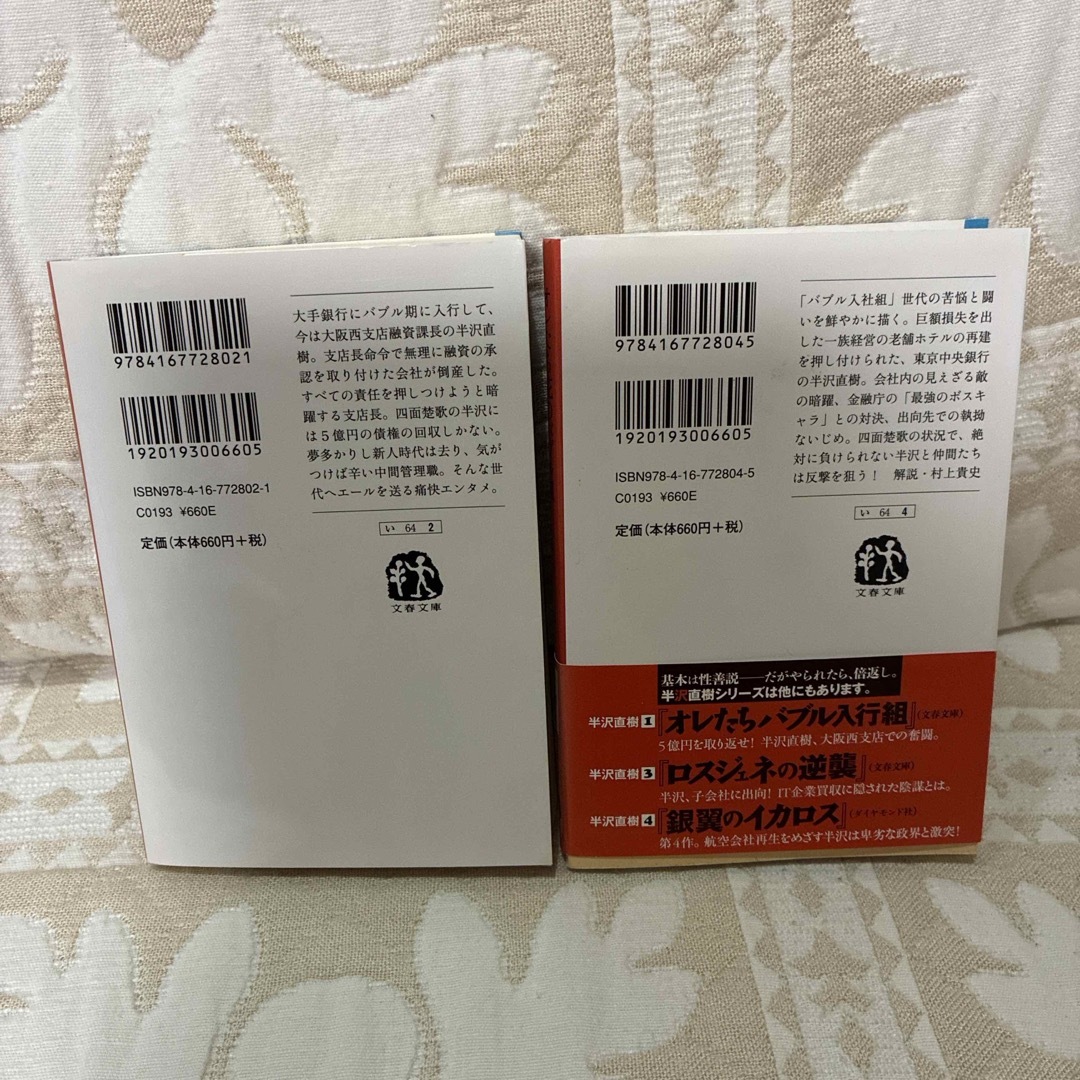 9784167728021
1920193006605
ISBN978-4-16-772802-1
C0193 ¥660E
定価(本体660円+税)
大手銀行にバブル期に入行して、
今は大阪西支店融資課長の半沢直
樹。支店長命令で無理に融資の承
認を取り付けた会社が倒産した。
すべての責任を押しつけようと暗
躍する支店長。四面楚歌の半沢に
は5億円の債権の回収しかない。
夢多かりし新人時代は去り、気が
つけば辛い中間管理職。そんな世
代へエールを送る痛快エンタメ。
い 64 2
文春文庫
9784167728045
1920193006605
ISBN978-4-16-772804-5
C0193 ¥660E
定価(本体660円+税)
「バブル入社組」世代の苦悩と闘
いを鮮やかに描く。巨額損失を出
した一族経営の老舗ホテルの再建
を押し付けられた、東京中央銀行
の半沢直樹。会社内の見えざる敵
の暗躍、金融庁の「最強のボスキ
ャラ」との対決、出向先での執拗
ないじめ。四面楚歌の状況で、絶
対に負けられない半沢と仲間たち
は反撃を狙う! 解説・村上貴史
い 64 4
文春文庫
基本は性善説――だがやられたら、倍返し。
半沢直樹シリーズは他にもあります。
半沢直樹1『オレたちバブル入行組』(文春文庫)
5億円を取り返せ! 半沢直樹、大阪西支店での奮闘。
半沢直樹3『ロスジェネの逆襲』(文春文庫)
半沢、子会社に出向! IT企業買収に隠された陰謀とは。
半沢直樹4『銀翼のイカロス』(ダイヤモンド社)
第4作。航空会社再生をめざす半沢は卑劣な政界と激突!